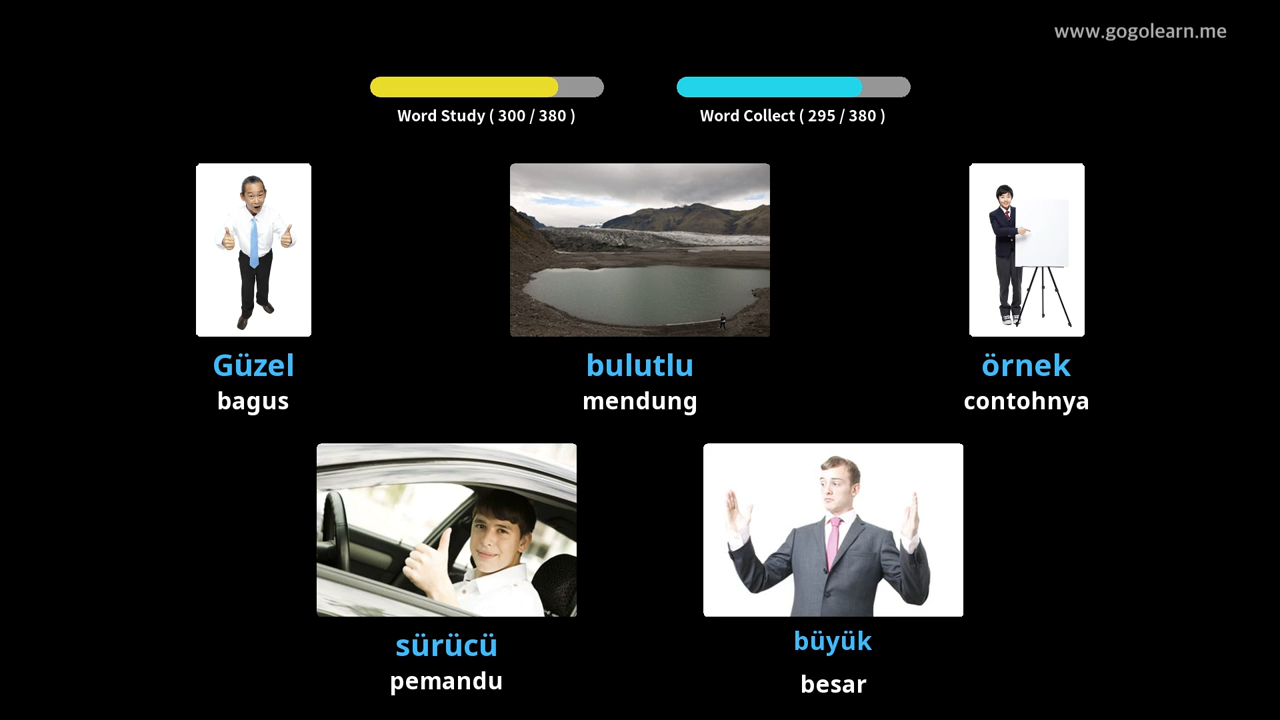 www.gogolearn.me
Word Study ( 300 / 380 )
Word Collect ( 295 / 380 )
Güzel
bagus
bulutlu
mendung
örnek
contohnya
sürücü
pemandu
büyük
besar